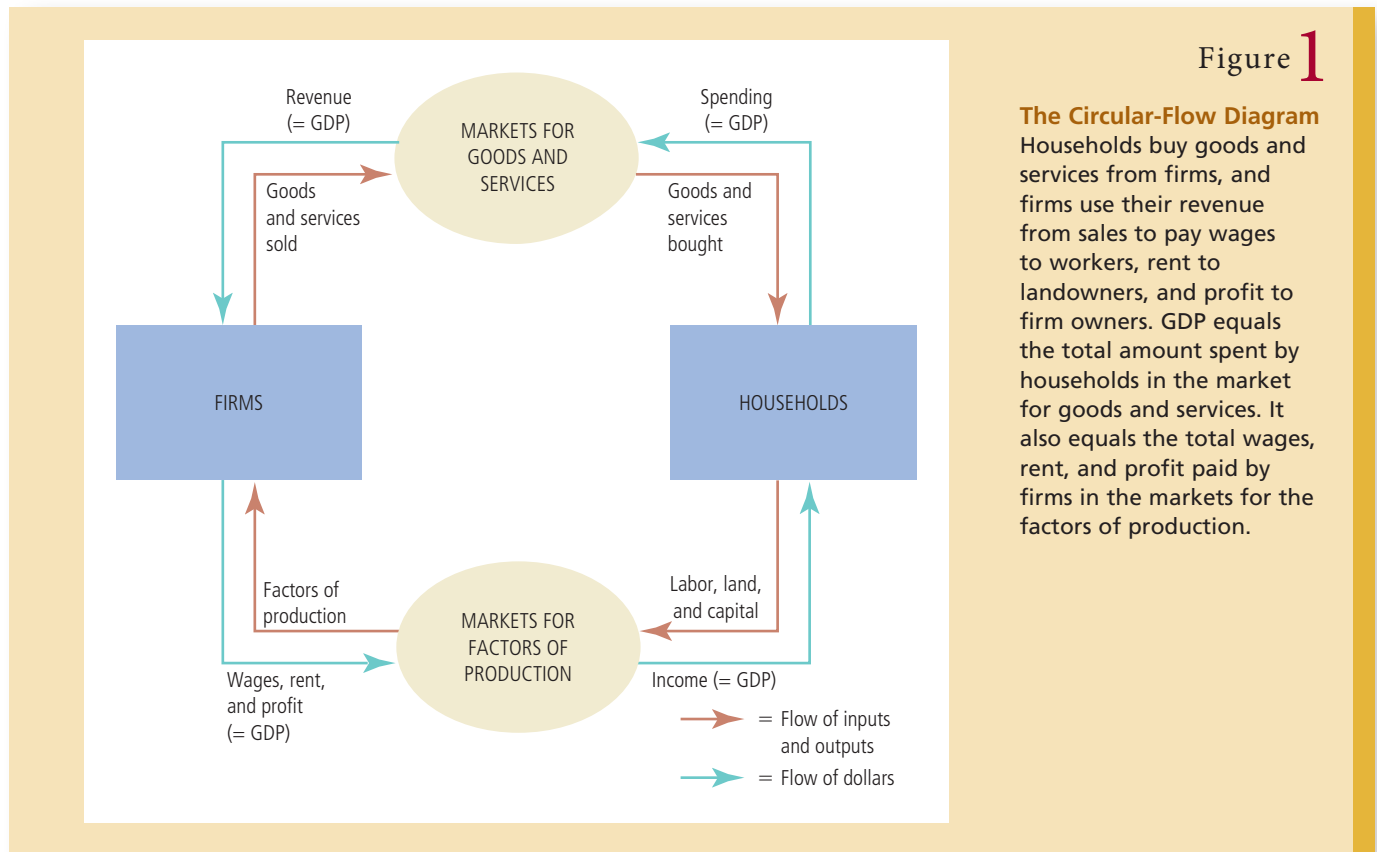 Figure 1
The Circular-Flow Diagram
Households buy goods and
services from firms, and
firms use their revenue
from sales to pay wages
to workers, rent to
landowners, and profit to
firm owners. GDP equals
the total amount spent by
households in the market
for goods and services. It
also equals the total wages,
rent, and profit paid by
firms in the markets for the
factors of production.
Revenue
(= GDP)
MARKETS FOR
GOODS AND
SERVICES
Spending
(= GDP)
Goods
and services
sold
Goods and
services
bought
FIRMS
HOUSEHOLDS
Factors of
production
MARKETS FOR
FACTORS OF
PRODUCTION
Labor, land,
and capital
Wages, rent,
and profit
(= GDP)
Income (= GDP)
= Flow of inputs
and outputs
= Flow of dollars